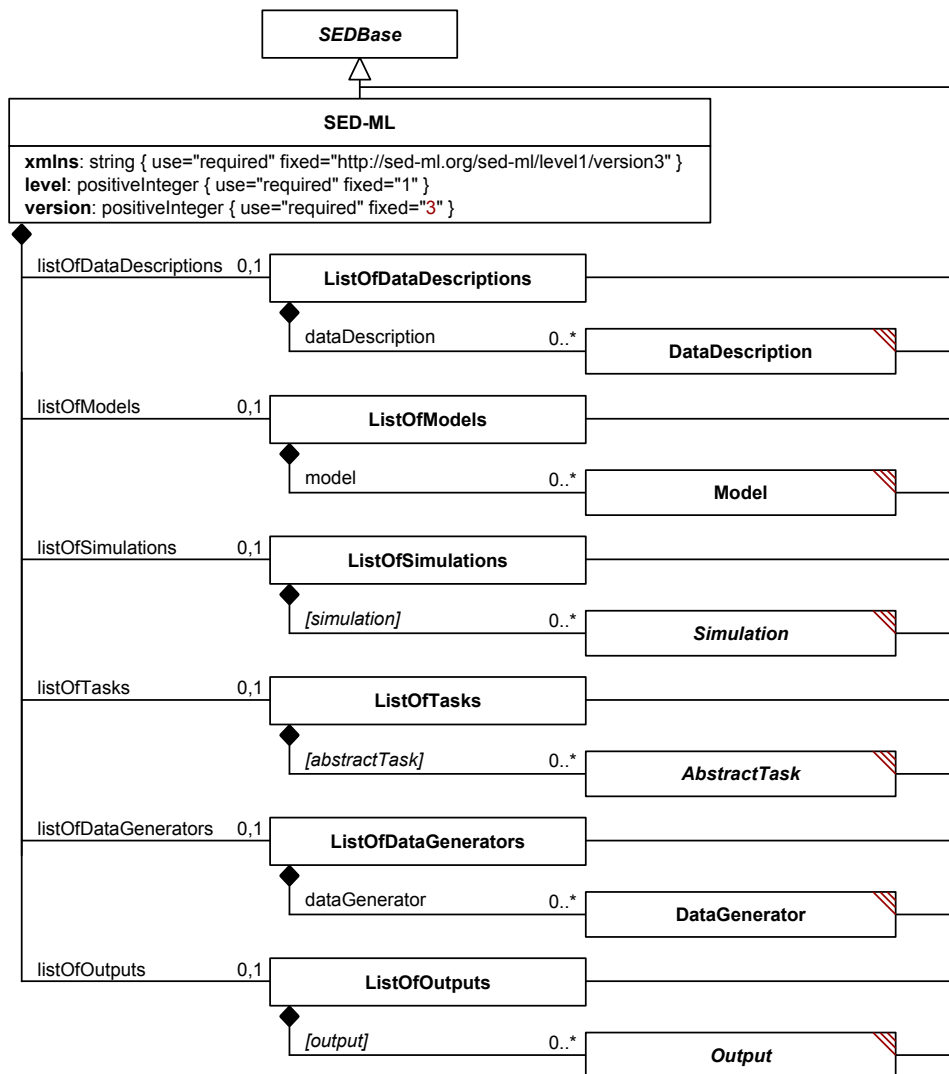 SEDBase
SED-ML
xmlns: string { use="required" fixed="http://sed-ml.org/sed-ml/level1/version3" }
level: positiveInteger { use="required" fixed="1" }
version: positiveInteger { use="required" fixed="3" }
listOfDataDescriptions 0,1 ListOfDataDescriptions
dataDescription 0..* DataDescription
listOfModels 0,1 ListOfModels
model 0..* Model
listOfSimulations 0,1 ListOfSimulations
[simulation] 0..* Simulation
listOfTasks 0,1 ListOfTasks
[abstractTask] 0..* AbstractTask
listOfDataGenerators 0,1 ListOfDataGenerators
dataGenerator 0..* DataGenerator
listOfOutputs 0,1 ListOfOutputs
[output] 0..* Output